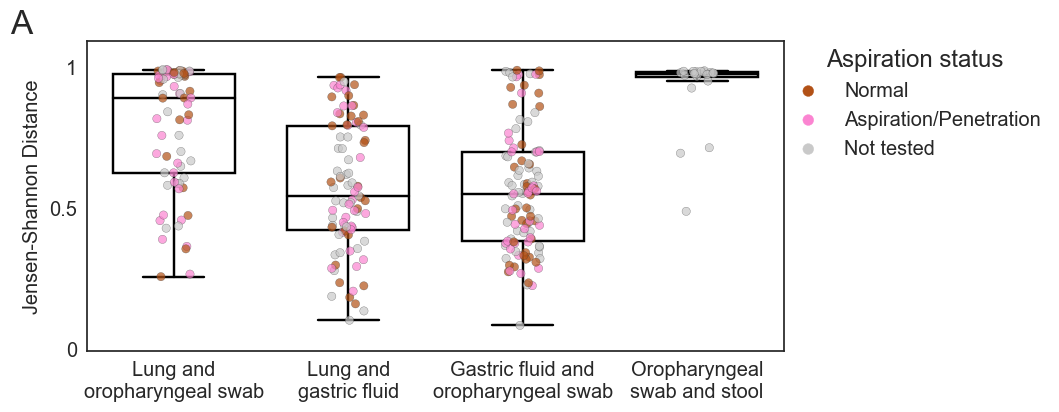 A
Jensen-Shannon Distance
1
0.5
0
Lung and
oropharyngeal swab
Lung and
gastric fluid
Gastric fluid and
oropharyngeal swab
Oropharyngeal
swab and stool
Aspiration status
Normal
Aspiration/Penetration
Not tested